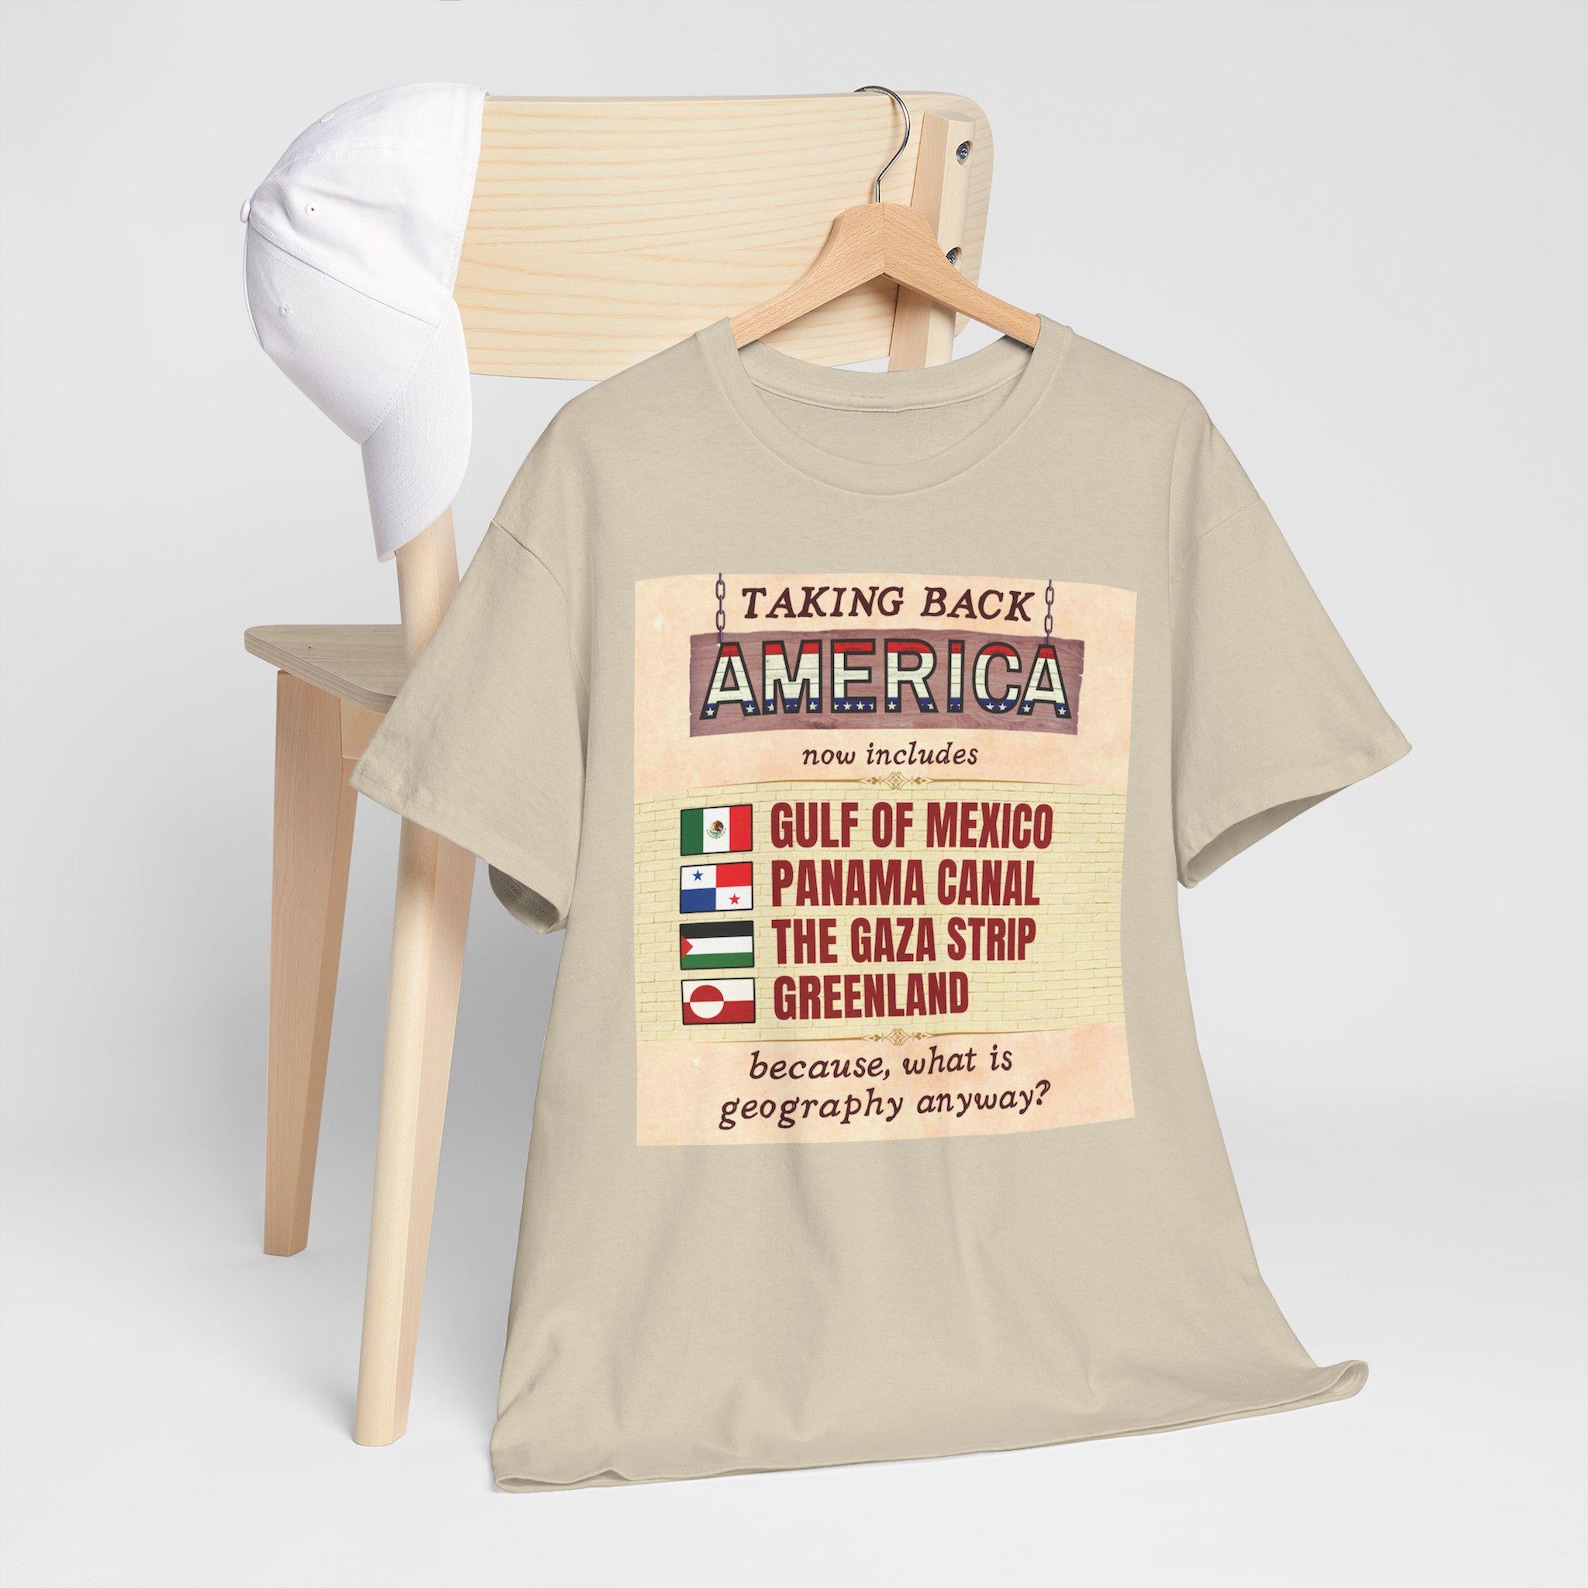 TAKING BACK
AMERICA
now includes
GULF OF MEXICO
PANAMA CANAL
THE GAZA STRIP
GREENLAND
because, what is
geography anyway?